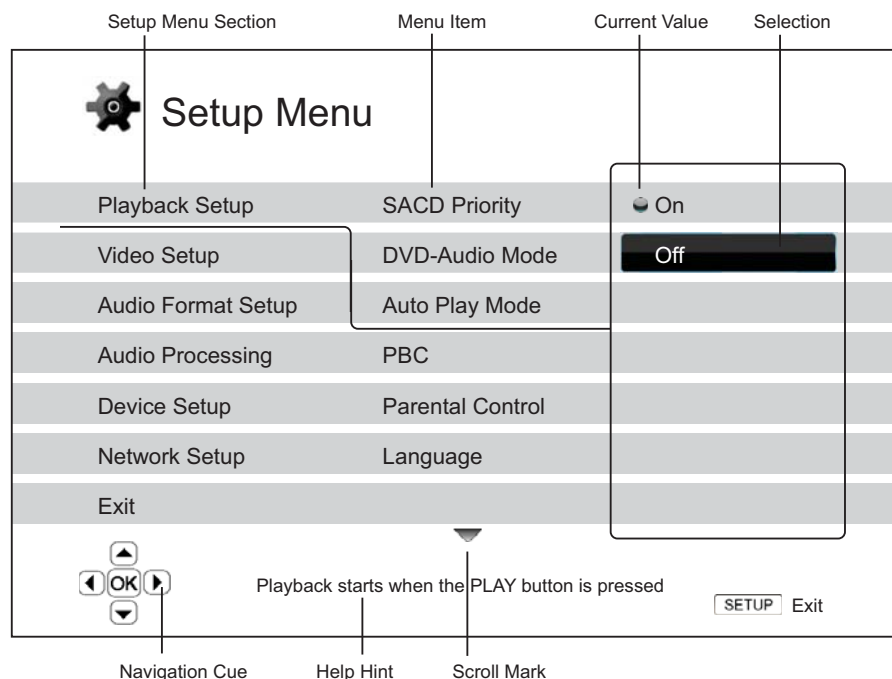 Setup Menu Section Menu Item Current Value Selection
Setup Menu
Playback Setup SACD Priority On
Video Setup DVD-Audio Mode Off
Audio Format Setup Auto Play Mode
Audio Processing PBC
Device Setup Parental Control
Network Setup Language
Exit
OK
Playback starts when the PLAY button is pressed
SETUP Exit
Navigation Cue Help Hint Scroll Mark